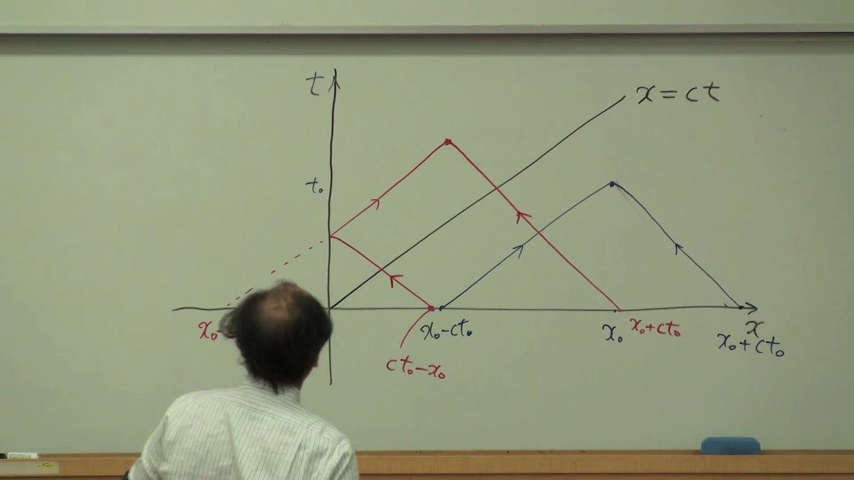 t
x = ct
t₀
x₀-
x₀-ct₀
x₀
x₀+ct₀
x
x₀+ct₀
ct₀-x₀